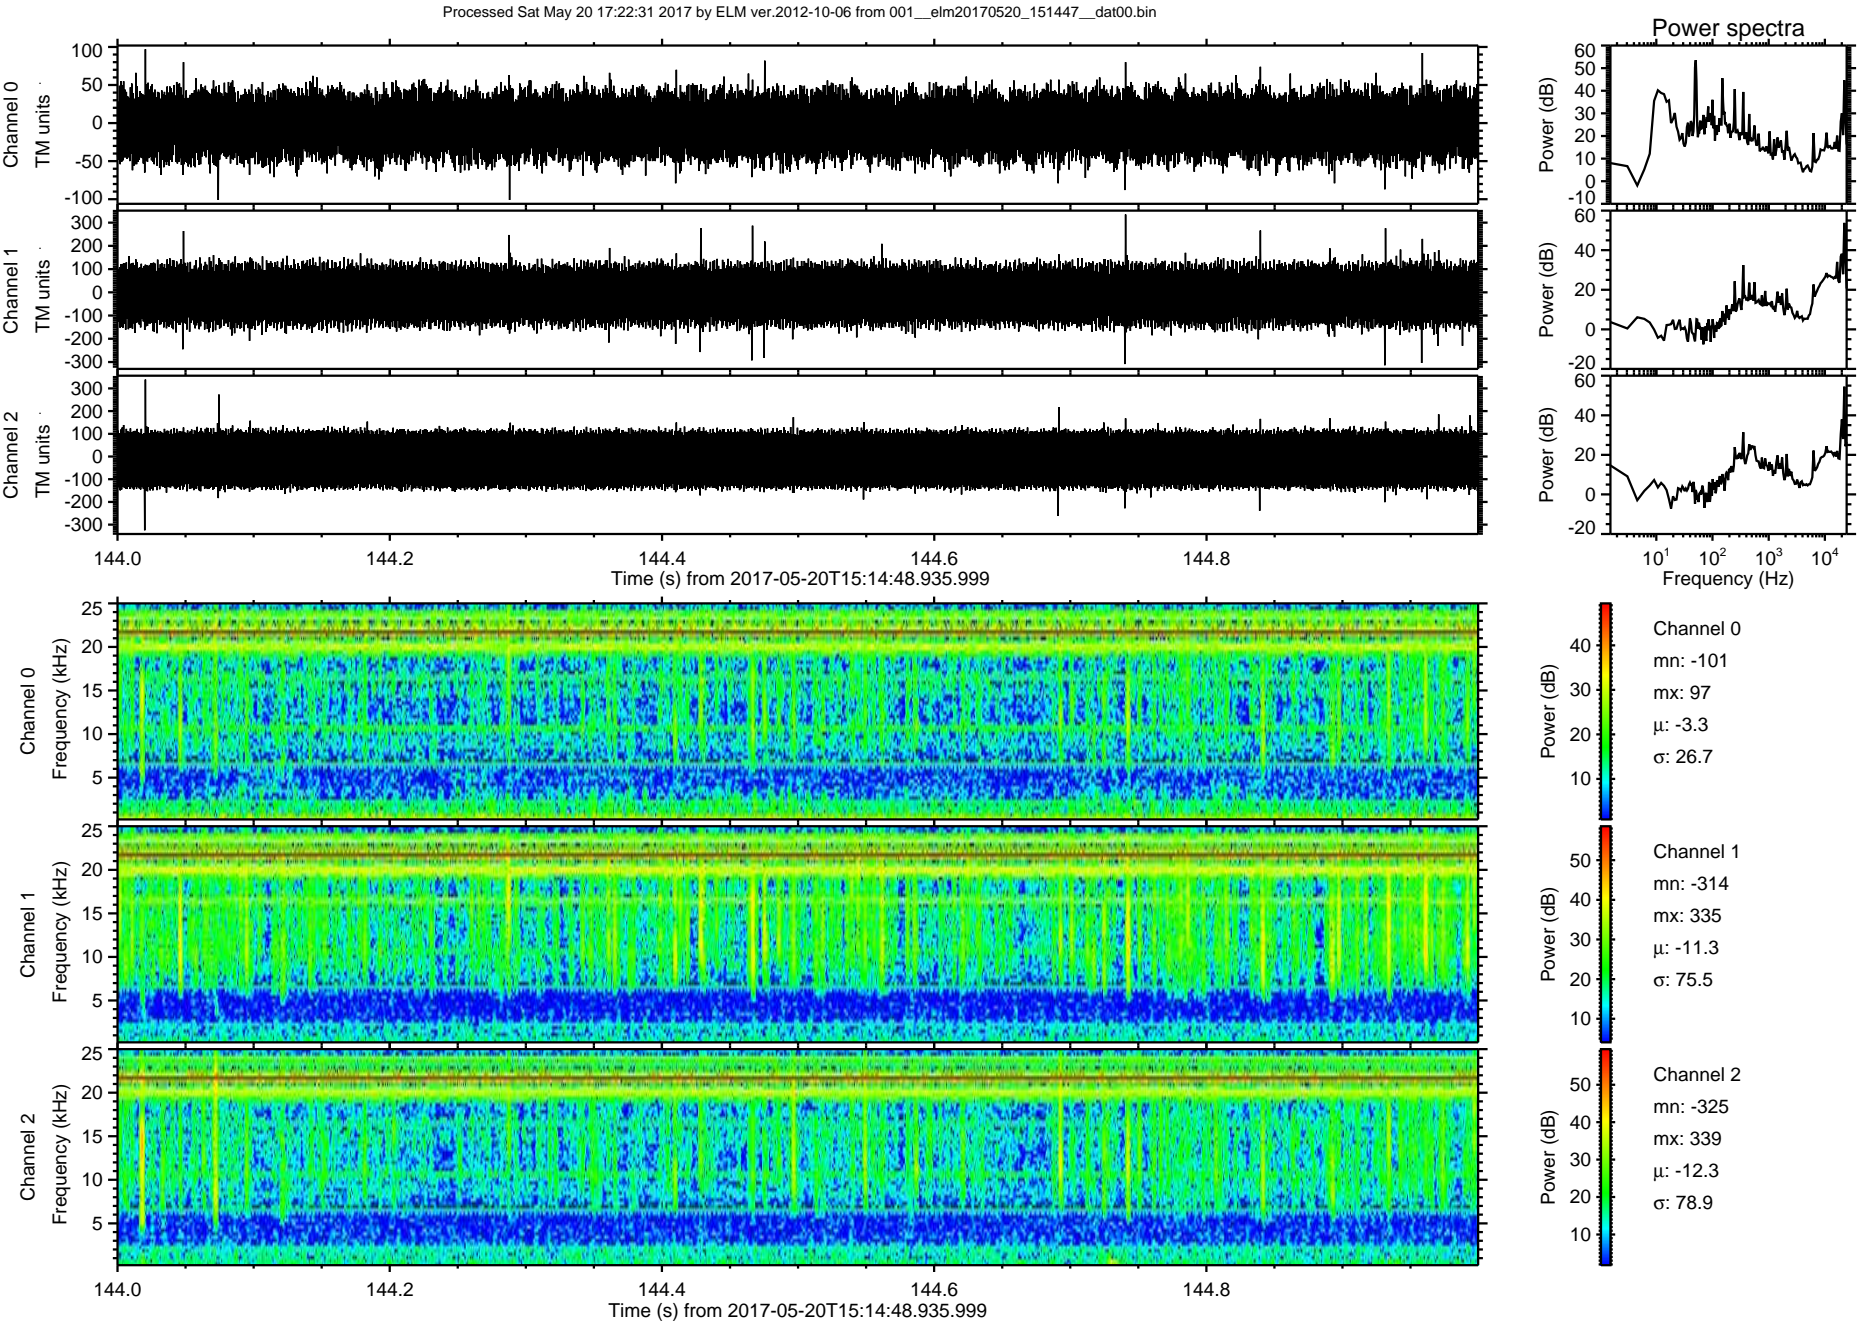 Processed Sat May 20 17:22:31 2017 by ELM ver.2012-10-06 from 001__elm20170520_151447__dat00.bin
Power spectra
Channel 0
TM units
100
50
0
-50
-100
Power (dB)
60
50
40
30
20
10
0
-10
Channel 1
TM units
300
200
100
0
-100
-200
-300
Power (dB)
60
40
20
0
-20
Channel 2
TM units
300
200
100
0
-100
-200
-300
Power (dB)
60
40
20
0
-20
144.0 144.2 144.4 144.6 144.8
Time (s) from 2017-05-20T15:14:48.935.999
10¹ 10² 10³ 10⁴
Frequency (Hz)
Channel 0
Frequency (kHz)
25
20
15
10
5
Power (dB)
40
30
20
10
Channel 0
mn: -101
mx: 97
μ: -3.3
σ: 26.7
Channel 1
Frequency (kHz)
25
20
15
10
5
Power (dB)
50
40
30
20
10
Channel 1
mn: -314
mx: 335
μ: -11.3
σ: 75.5
Channel 2
Frequency (kHz)
25
20
15
10
5
Power (dB)
50
40
30
20
10
Channel 2
mn: -325
mx: 339
μ: -12.3
σ: 78.9
144.0 144.2 144.4 144.6 144.8
Time (s) from 2017-05-20T15:14:48.935.999